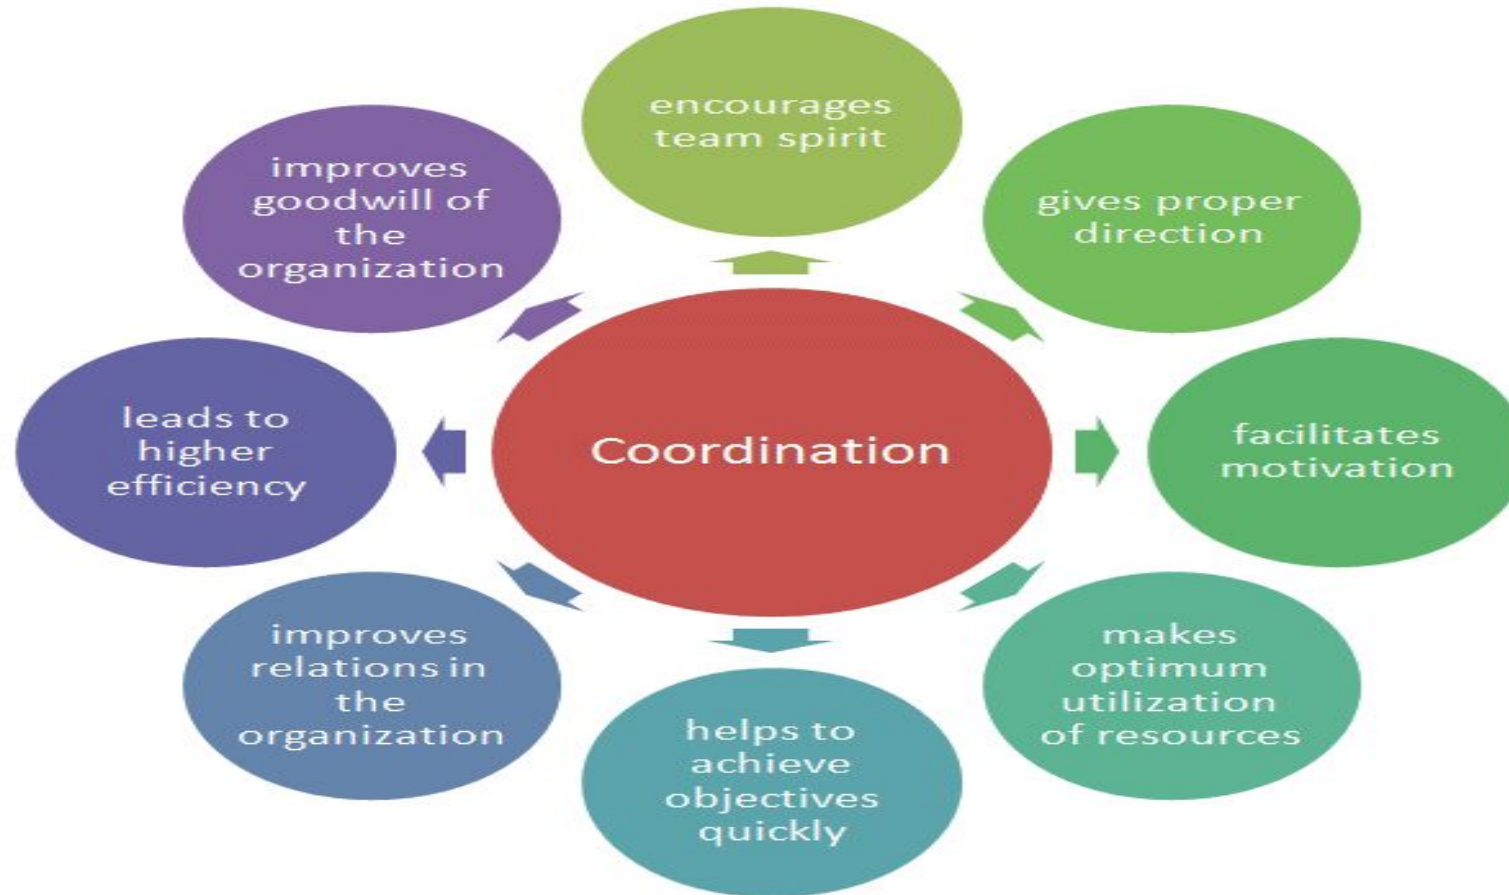 encourages
team spirit
gives proper
direction
facilitates
motivation
makes
optimum
utilization
of resources
helps to
achieve
objectives
quickly
improves
relations in
the
organization
leads to
higher
efficiency
improves
goodwill of
the
organization
Coordination